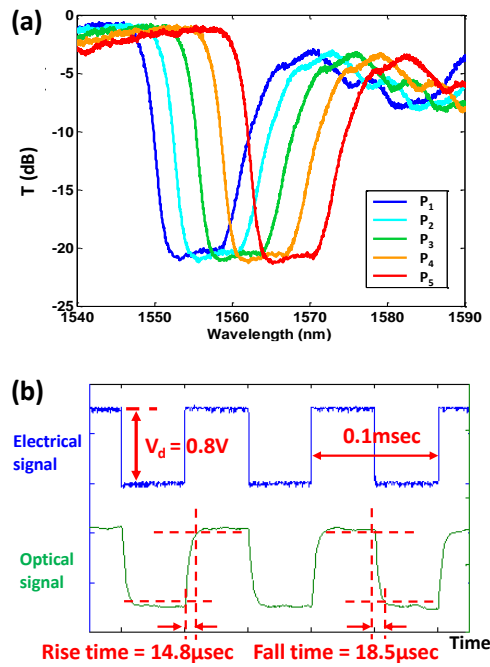 (a)
0
-5
-10
-15
-20
-25
T (dB)
P1
P2
P3
P4
P5
1540 1550 1560 1570 1580 1590
Wavelength (nm)
(b)
Electrical signal
Vd = 0.8V
0.1msec
Optical signal
Time
Rise time = 14.8μsec Fall time = 18.5μsec